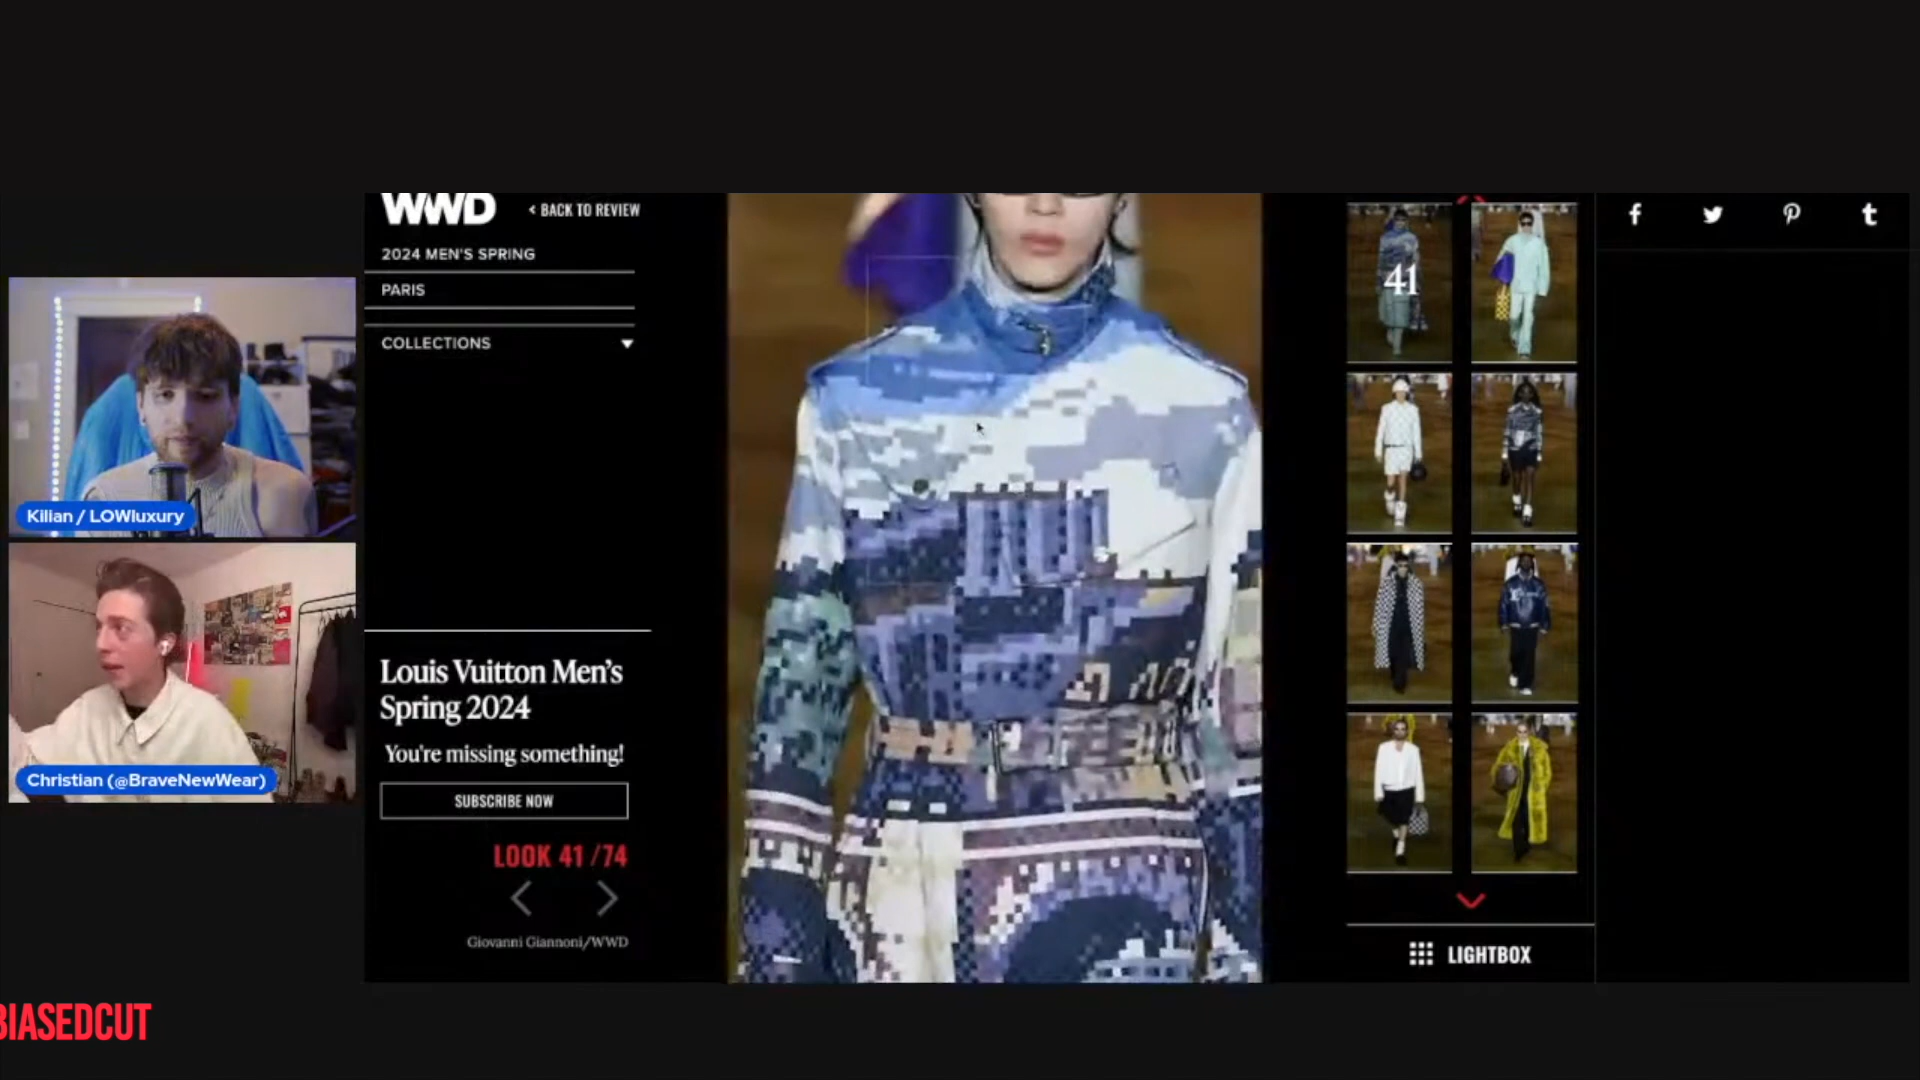 WWD
< BACK TO REVIEW
2024 MEN'S SPRING
PARIS
COLLECTIONS
Louis Vuitton Men's
Spring 2024
You're missing something!
SUBSCRIBE NOW
LOOK 41 /74
Giovanni Giannoni/WWD
Kilian / LOWluxury
Christian (@BraveNewWear)
41
LIGHTBOX
BIASEDCUT